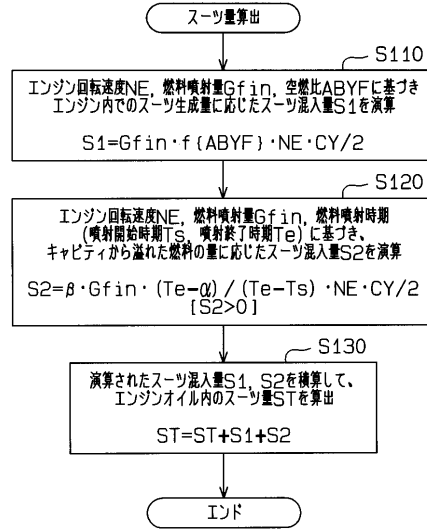 スーツ量算出
S110
エンジン回転速度NE, 燃料噴射量Gfin, 空燃比ABYFに基づき
エンジン内でのスーツ生成量に応じたスーツ混入量S1を演算
S1=Gfin·f{ABYF}·NE·CY/2
S120
エンジン回転速度NE, 燃料噴射量Gfin, 燃料噴射時期
(噴射開始時期Ts, 噴射終了時期Te)に基づき、
キャビティから溢れた燃料の量に応じたスーツ混入量S2を演算
S2=β·Gfin·(Te-α)/(Te-Ts)·NE·CY/2
[S2>0]
S130
演算されたスーツ混入量S1, S2を積算して、
エンジンオイル内のスーツ量STを算出
ST=ST+S1+S2
エンド